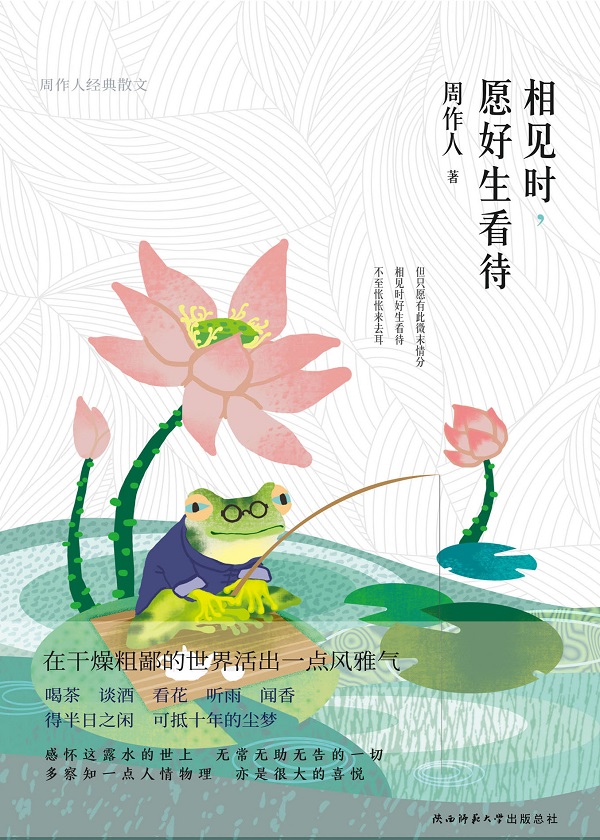 周作人经典散文
相见时，
愿好生看待
周作人 著
但只愿有此微末情分
相见时好生看待
不至怅怅来去耳
在干燥粗鄙的世界活出一点风雅气
喝茶 谈酒 看花 听雨 闻香
得半日之闲 可抵十年的尘梦
感怀这露水的世上 无常无助无告的一切
多察知一点人情物理 亦是很大的喜悦
陕西师范大学出版总社